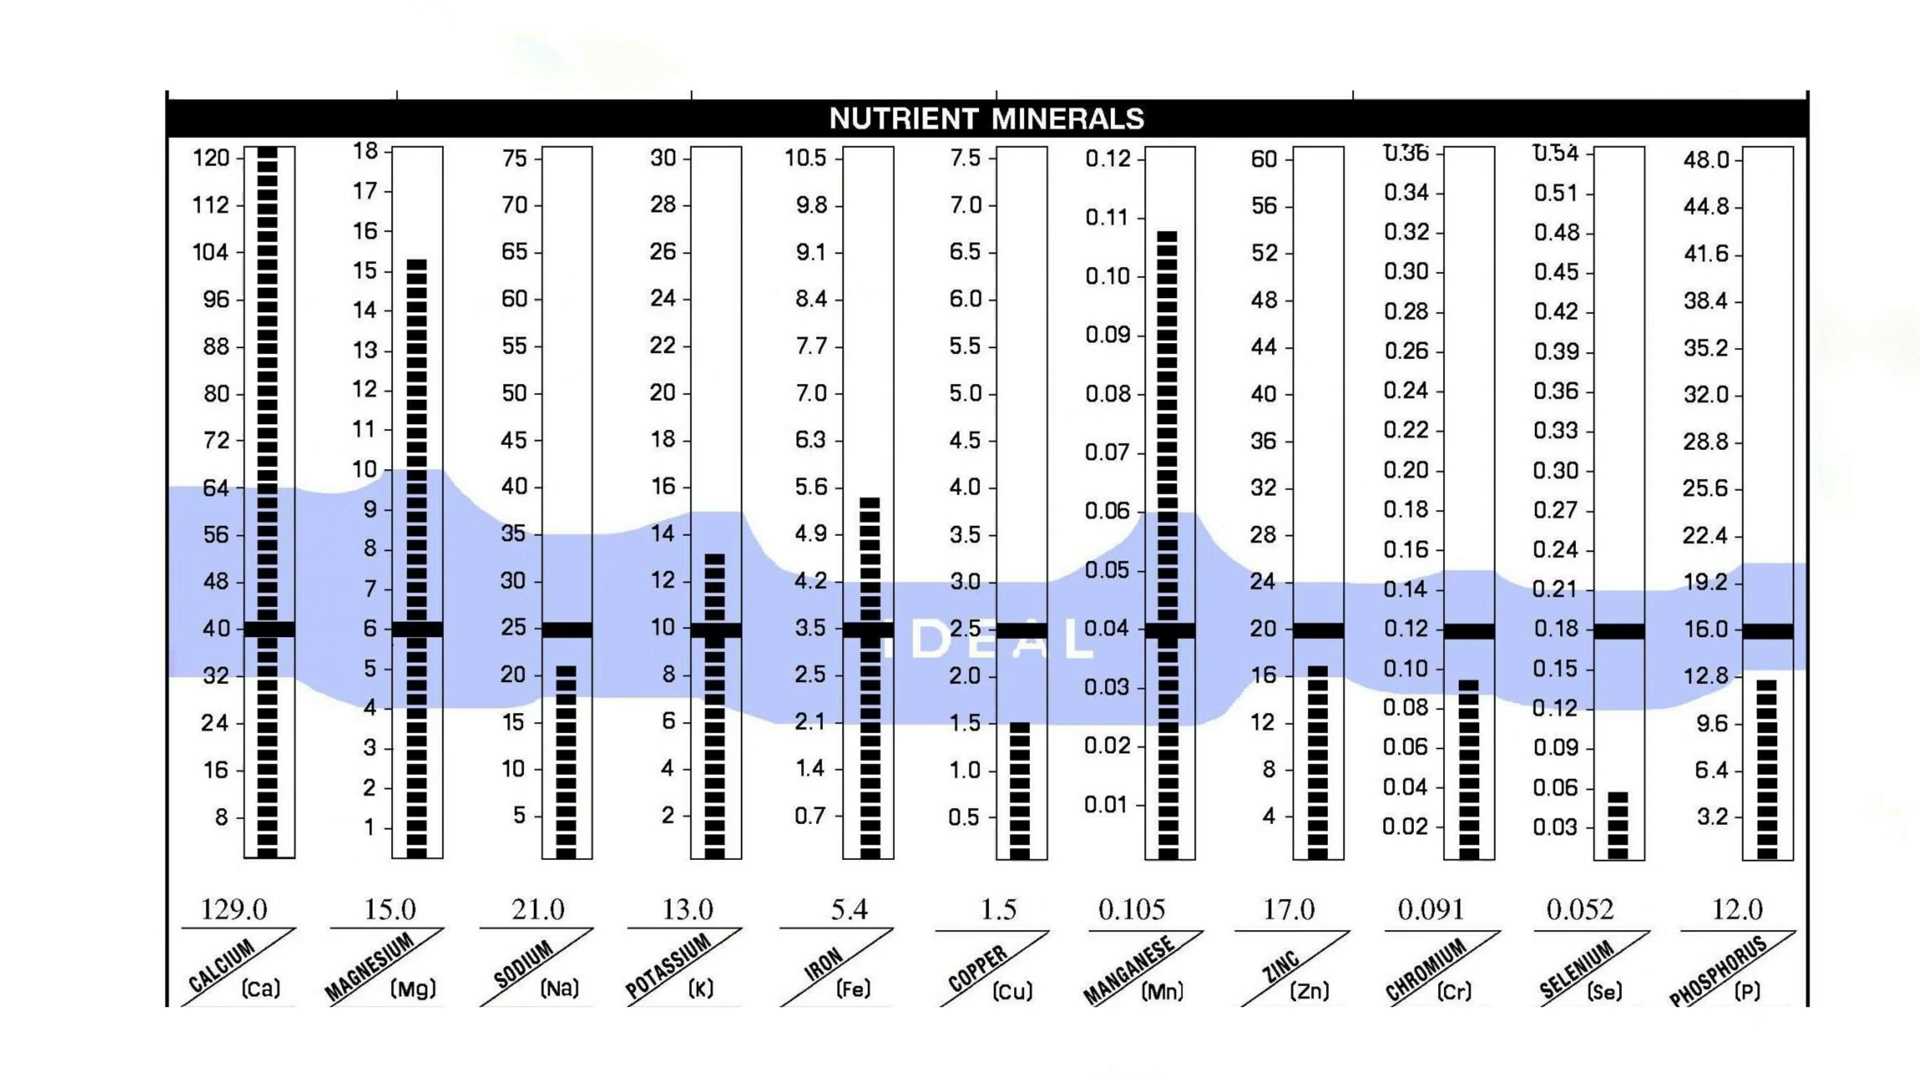 NUTRIENT MINERALS
120 18 75 30 10.5 7.5 0.12 60 0.36 0.54 48.0
112 17 70 28 9.8 7.0 0.11 56 0.34 0.51 44.8
104 16 65 26 9.1 6.5 0.10 52 0.32 0.48 41.6
96 15 60 24 8.4 6.0 0.09 48 0.30 0.45 38.4
88 14 55 22 7.7 5.5 0.08 44 0.28 0.42 35.2
80 13 50 20 7.0 5.0 0.07 40 0.26 0.39 32.0
72 12 45 18 6.3 4.5 0.06 36 0.24 0.36 28.8
64 11 40 16 5.6 4.0 0.05 32 0.22 0.33 25.6
56 10 35 14 4.9 3.5 0.04 28 0.20 0.30 22.4
48 9 30 12 4.2 3.0 0.03 24 0.18 0.27 19.2
40 8 25 10 3.5 2.5 0.02 20 0.16 0.24 16.0
32 7 20 8 2.5 2.0 0.01 16 0.14 0.21 12.8
24 6 15 6 2.1 1.5 12 0.12 0.18 9.6
16 5 10 4 1.4 1.0 8 0.10 0.15 6.4
8 4 5 2 0.7 0.5 4 0.08 0.12 3.2
3 0.06 0.09
2 0.04 0.06
1 0.02 0.03
IDEAL
129.0 15.0 21.0 13.0 5.4 1.5 0.105 17.0 0.091 0.052 12.0
CALCIUM MAGNESIUM SODIUM POTASSIUM IRON COPPER MANGANESE ZINC CHROMIUM SELENIUM PHOSPHORUS
(Ca) (Mg) (Na) (K) (Fe) (Cu) (Mn) (Zn) (Cr) (Se) (P)